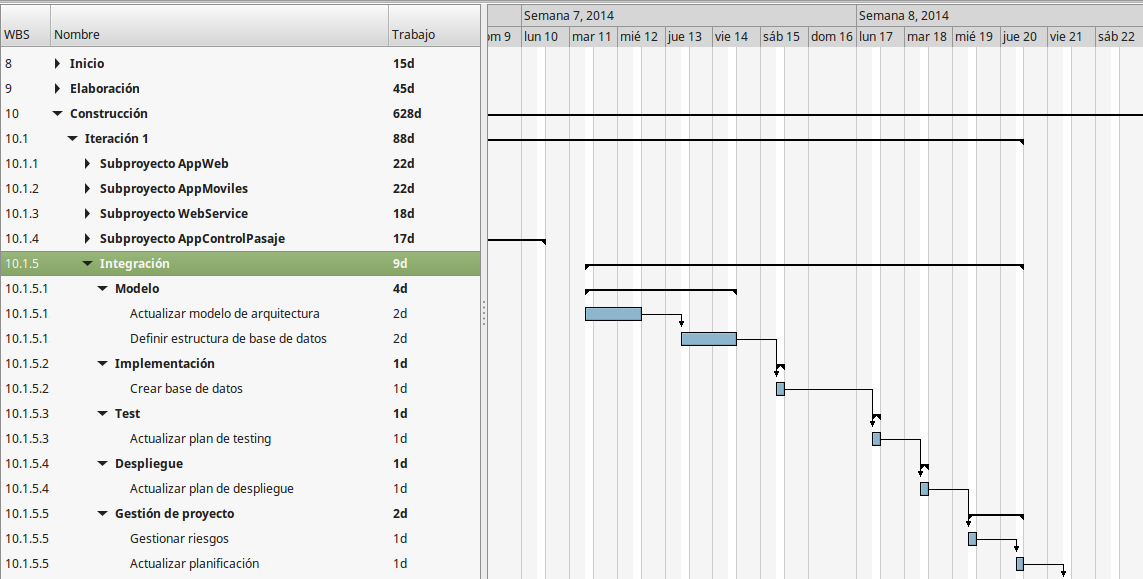 Semana 7, 2014 Semana 8, 2014
WBS Nombre Trabajo om 9 lun 10 mar 11 mié 12 jue 13 vie 14 sáb 15 dom 16 lun 17 mar 18 mié 19 jue 20 vie 21 sáb 22
8 Inicio 15d
9 Elaboración 45d
10 Construcción 628d
10.1 Iteración 1 88d
10.1.1 Subproyecto AppWeb 22d
10.1.2 Subproyecto AppMoviles 22d
10.1.3 Subproyecto WebService 18d
10.1.4 Subproyecto AppControlPasaje 17d
10.1.5 Integración 9d
10.1.5.1 Modelo 4d
10.1.5.1 Actualizar modelo de arquitectura 2d
10.1.5.1 Definir estructura de base de datos 2d
10.1.5.2 Implementación 1d
10.1.5.2 Crear base de datos 1d
10.1.5.3 Test 1d
10.1.5.3 Actualizar plan de testing 1d
10.1.5.4 Despliegue 1d
10.1.5.4 Actualizar plan de despliegue 1d
10.1.5.5 Gestión de proyecto 2d
10.1.5.5 Gestionar riesgos 1d
10.1.5.5 Actualizar planificación 1d